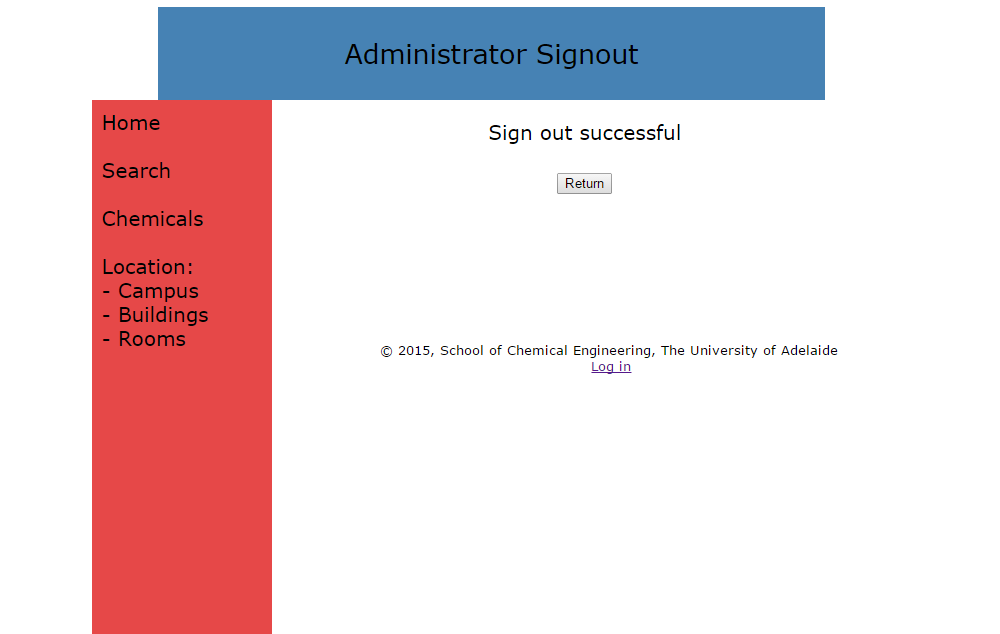 Administrator Signout
Home
Search
Chemicals
Location:
- Campus
- Buildings
- Rooms
Sign out successful
Return
© 2015, School of Chemical Engineering, The University of Adelaide
Log in